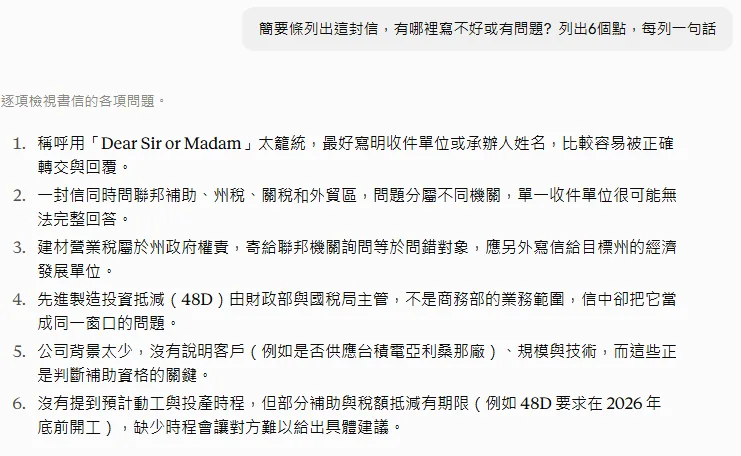 簡要條列出這封信，有哪裡寫不好或有問題? 列出6個點，每列一句話
逐項檢視書信的各項問題。
1. 稱呼用「Dear Sir or Madam」太籠統，最好寫明收件單位或承辦人姓名，比較容易被正確
轉交與回覆。
2. 一封信同時問聯邦補助、州稅、關稅和外貿區，問題分屬不同機關，單一收件單位很可能無
法完整回答。
3. 建材營業稅屬於州政府權責，寄給聯邦機關詢問等於問錯對象，應另外寫信給目標州的經濟
發展單位。
4. 先進製造投資抵減（48D）由財政部與國稅局主管，不是商務部的業務範圍，信中卻把它當
成同一窗口的問題。
5. 公司背景太少，沒有說明客戶（例如是否供應台積電亞利桑那廠）、規模與技術，而這些正
是判斷補助資格的關鍵。
6. 沒有提到預計動工與投產時程，但部分補助與稅額抵減有期限（例如 48D 要求在 2026 年
底前開工），缺少時程會讓對方難以給出具體建議。